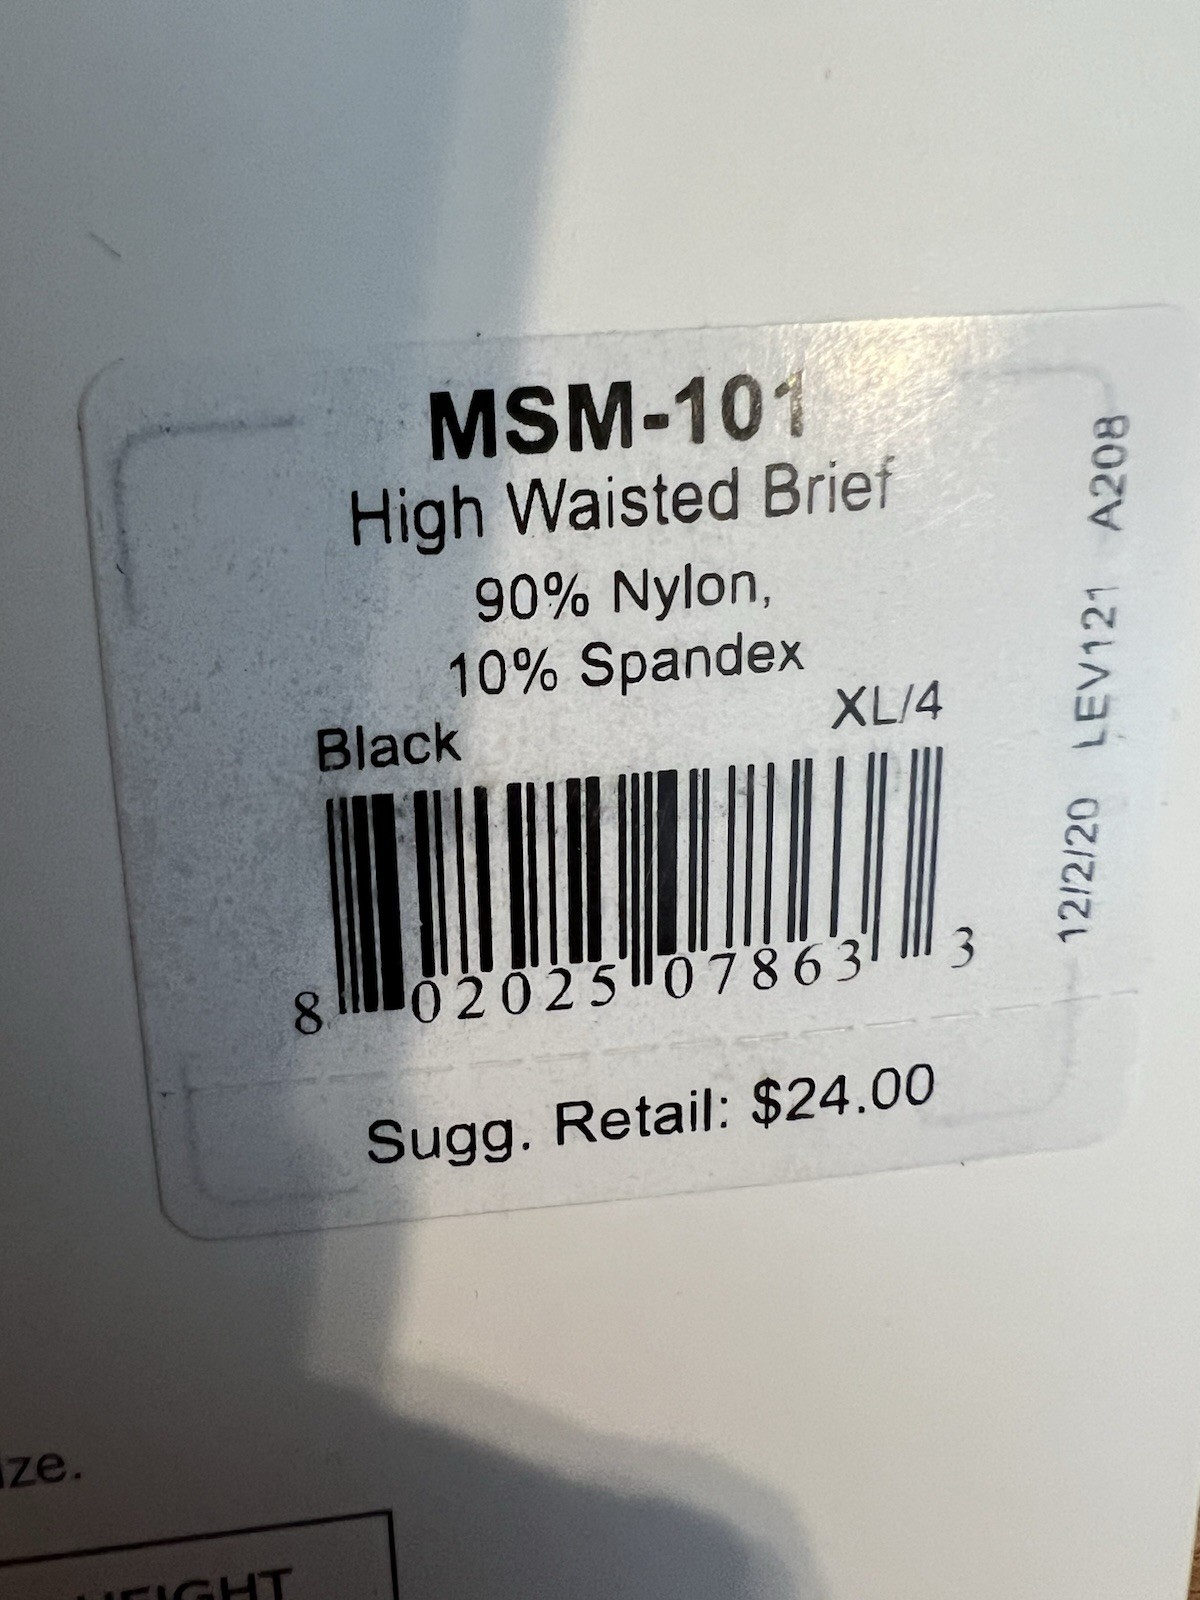 MSM-101
High Waisted Brief
90% Nylon,
10% Spandex
Black
XL/4
8 02025 07863 3
Sugg. Retail: $24.00
12/2/20 LEV121 A208
HEIGHT